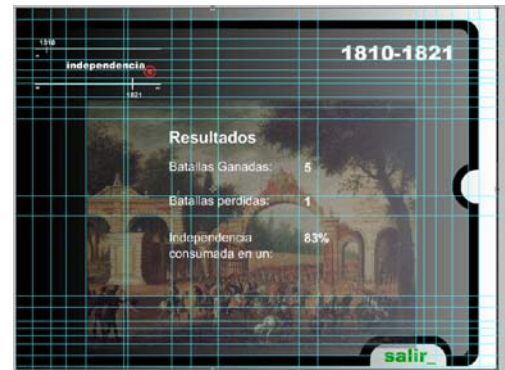 1810
independencia
1821
1810-1821
Resultados
Batallas Ganadas: 5
Batallas perdidas: 1
Independencia 83%
consumada en un:
salir_